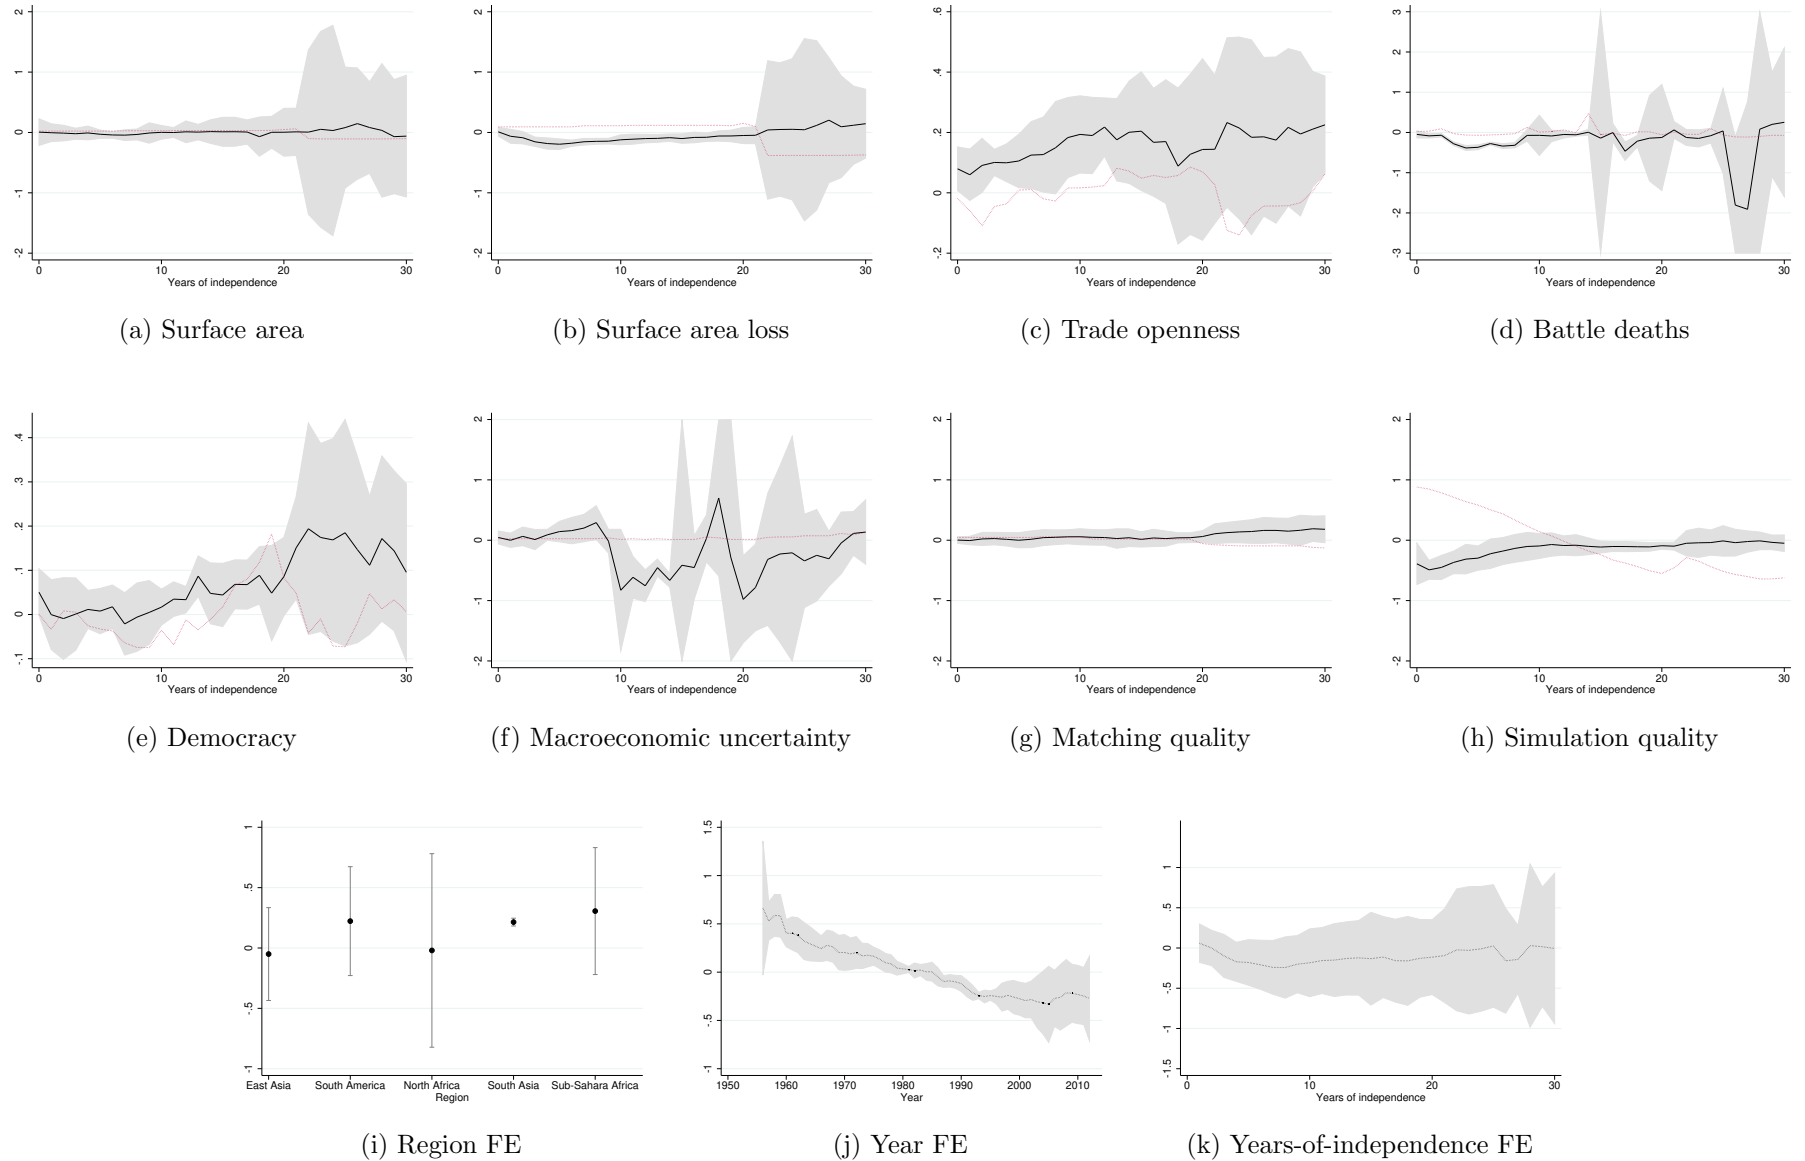 2
1
0
-1
-2
0 10 20 30
Years of independence
(a) Surface area
2
1
0
-1
-2
0 10 20 30
Years of independence
(b) Surface area loss
.6
.4
.2
0
-.2
0 10 20 30
Years of independence
(c) Trade openness
3
2
1
0
-1
-2
-3
0 10 20 30
Years of independence
(d) Battle deaths
.4
.3
.2
.1
0
-.1
0 10 20 30
Years of independence
(e) Democracy
2
1
0
-1
-2
0 10 20 30
Years of independence
(f) Macroeconomic uncertainty
2
1
0
-1
-2
0 10 20 30
Years of independence
(g) Matching quality
2
1
0
-1
-2
0 10 20 30
Years of independence
(h) Simulation quality
1
.5
0
-.5
-1
East Asia South America North Africa South Asia Sub-Sahara Africa
Region
(i) Region FE
1.5
1
.5
0
-.5
-1
1950 1960 1970 1980 1990 2000 2010
Year
(j) Year FE
1
.5
0
-.5
-1
-1.5
0 10 20 30
Years of independence
(k) Years-of-independence FE